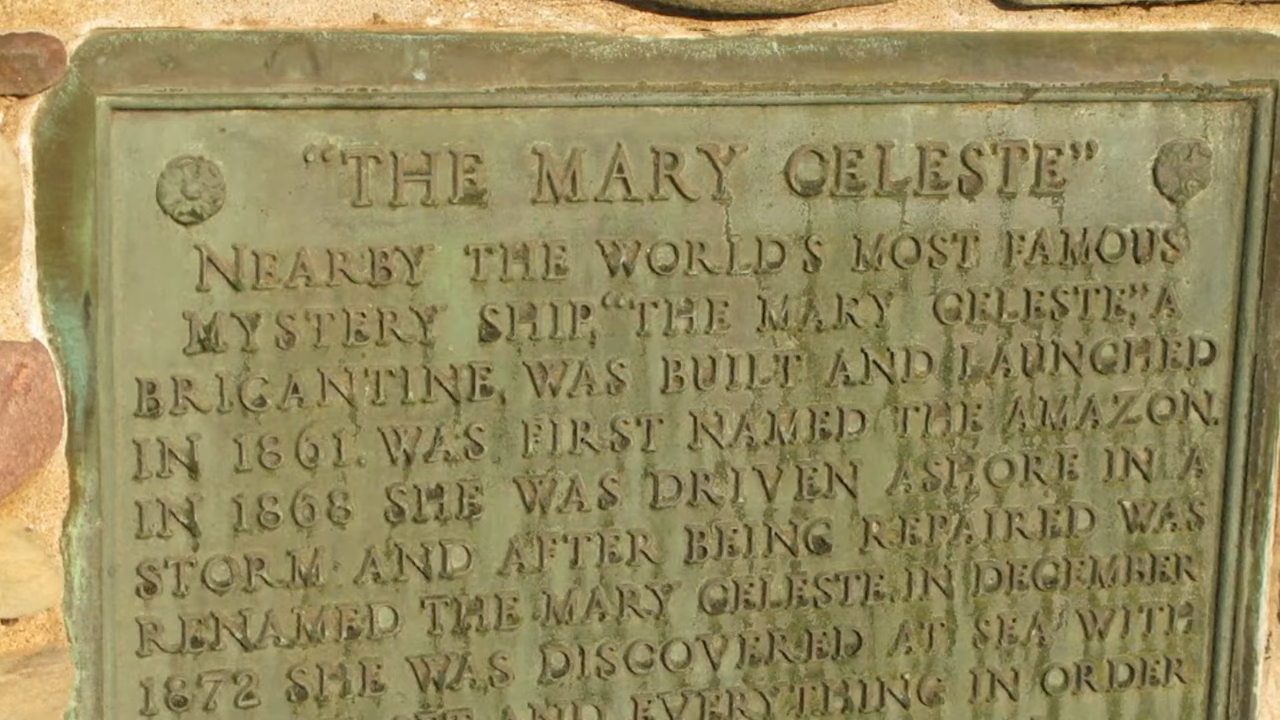 "THE MARY CELESTE"
NEARBY THE WORLD'S MOST FAMOUS
MYSTERY SHIP, "THE MARY CELESTE," A
BRIGANTINE, WAS BUILT AND LAUNCHED
IN 1861. WAS FIRST NAMED THE AMAZON.
IN 1868 SHE WAS DRIVEN ASHORE IN A
STORM AND AFTER BEING REPAIRED WAS
RENAMED THE MARY CELESTE. IN DECEMBER
1872 SHE WAS DISCOVERED AT SEA WITH
AND EVERYTHING IN ORDER